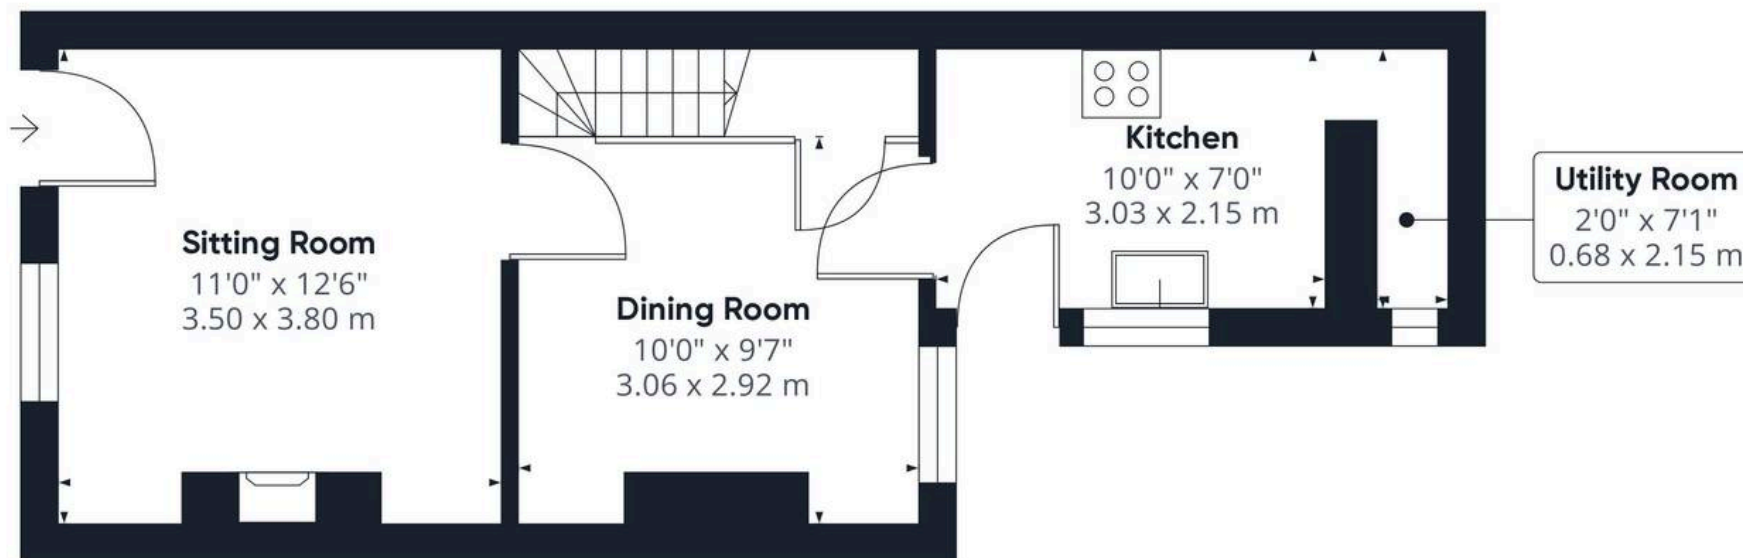 Sitting Room
11'0" x 12'6"
3.50 x 3.80 m
Dining Room
10'0" x 9'7"
3.06 x 2.92 m
Kitchen
10'0" x 7'0"
3.03 x 2.15 m
Utility Room
2'0" x 7'1"
0.68 x 2.15 m